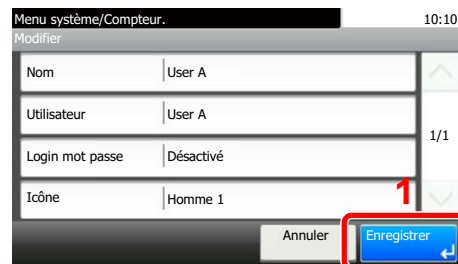 Menu système/Compteur. 10:10
Modifier
Nom User A
Utilisateur User A
1/1
Login mot passe Désactivé
Icône Homme 1
1
Annuler Enregistrer